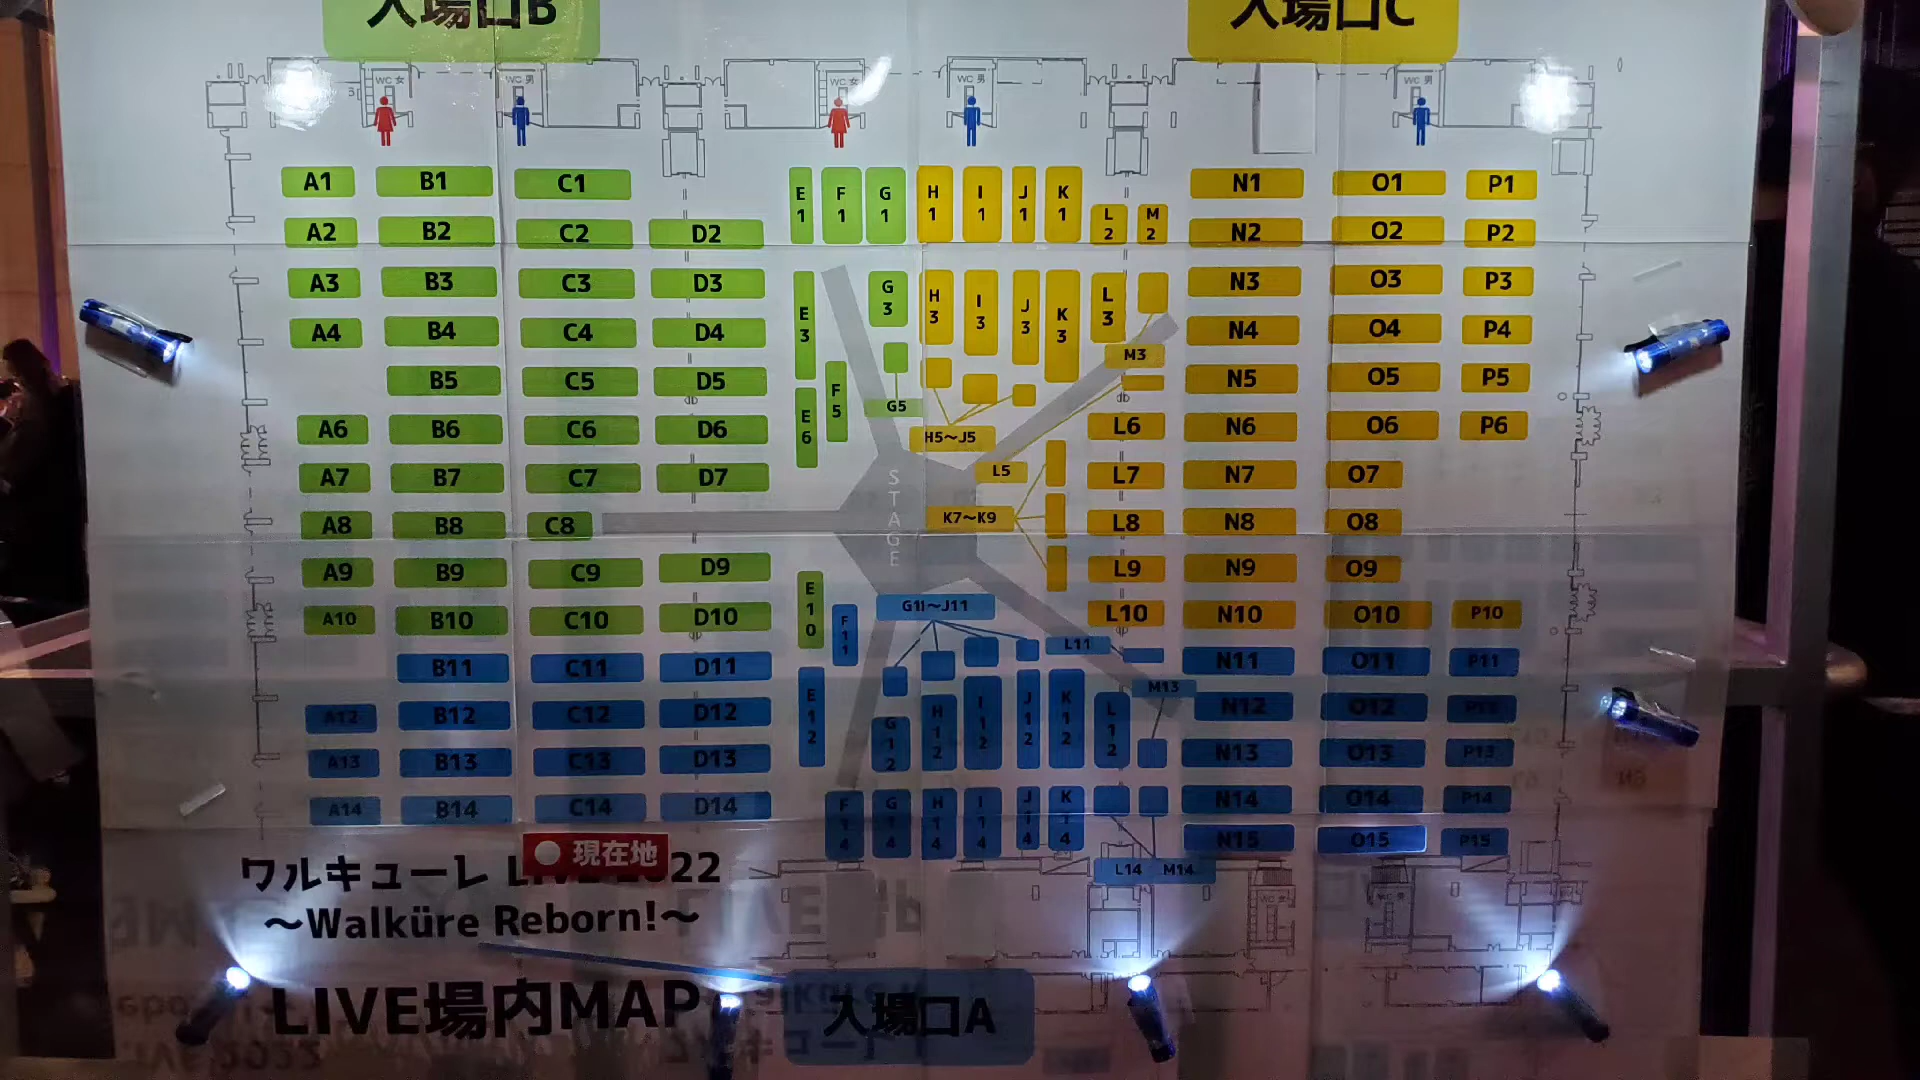 入場口B
入場口C
WC 女
WC 男
WC 女
WC 男
WC 男
A1 B1 C1 E1 F1 G1 H1 I1 J1 K1 N1 O1 P1
A2 B2 C2 D2 L2 M2 N2 O2 P2
A3 B3 C3 D3 E3 G3 H3 I3 J3 K3 L3 N3 O3 P3
A4 B4 C4 D4 M3 N4 O4 P4
B5 C5 D5 F5 G5 N5 O5 P5
A6 B6 C6 D6 E6 H5〜J5 L6 N6 O6 P6
A7 B7 C7 D7 L5 L7 N7 O7
STAGE
A8 B8 C8 K7〜K9 L8 N8 O8
A9 B9 C9 D9 L9 N9 O9
A10 B10 C10 D10 E10 F11 G11〜J11 L10 N10 O10 P10
B11 C11 D11 L11 N11 O11 P11
A12 B12 C12 D12 E12 G12 H12 I12 J12 K12 L12 M13 N12 O12
A13 B13 C13 D13 N13 O13 P13
A14 B14 C14 D14 F14 G14 H14 I14 J14 K14 N14 O14 P14
N15 O15 P15
L14 M14
現在地
ワルキューレ LIVE 2022
〜Walküre Reborn!〜
LIVE場内MAP
入場口A